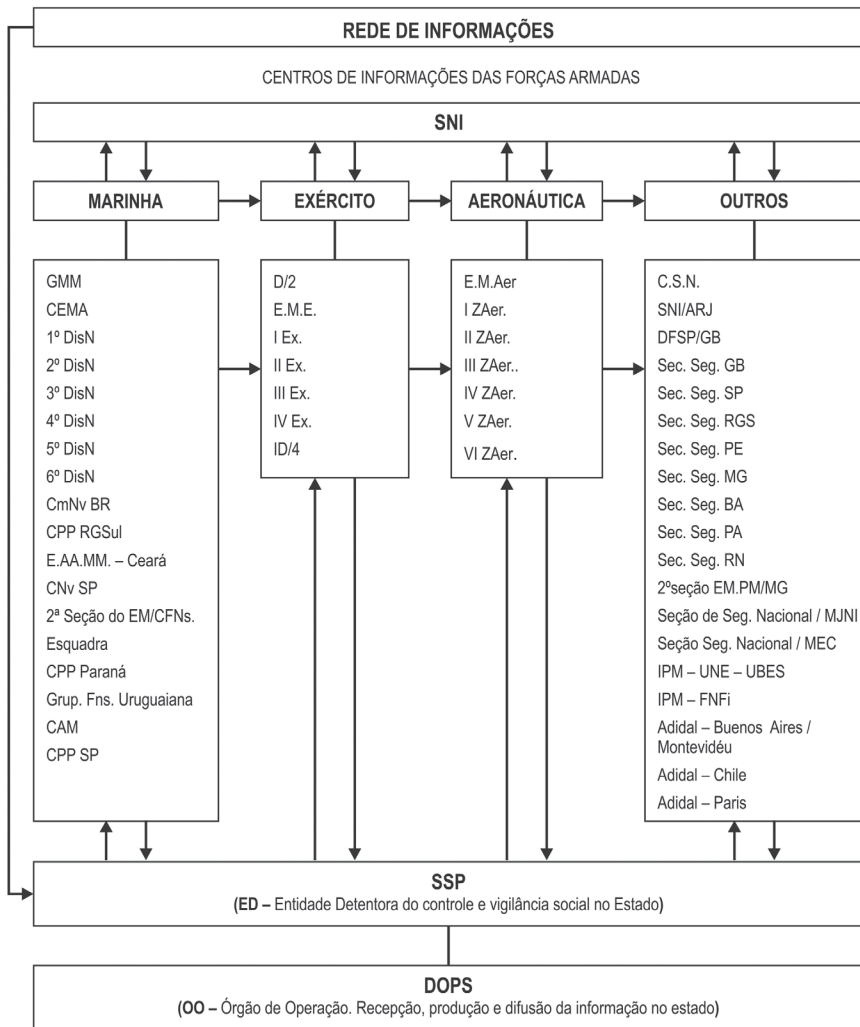 REDE DE INFORMAÇÕES
CENTROS DE INFORMAÇÕES DAS FORÇAS ARMADAS
SNI
MARINHA
EXÉRCITO
AERONÁUTICA
OUTROS
GMM
CEMA
1º DisN
2º DisN
3º DisN
4º DisN
5º DisN
6º DisN
CmNv BR
CPP RGSul
E.AA.MM. – Ceará
CNv SP
2ª Seção do EM/CFNs.
Esquadra
CPP Paraná
Grup. Fns. Uruguaiana
CAM
CPP SP
D/2
E.M.E.
I Ex.
II Ex.
III Ex.
IV Ex.
ID/4
E.M.Aer
I ZAer.
II ZAer.
III ZAer..
IV ZAer.
V ZAer.
VI ZAer.
C.S.N.
SNI/ARJ
DFSP/GB
Sec. Seg. GB
Sec. Seg. SP
Sec. Seg. RGS
Sec. Seg. PE
Sec. Seg. MG
Sec. Seg. BA
Sec. Seg. PA
Sec. Seg. RN
2ºseção EM.PM/MG
Seção de Seg. Nacional / MJNI
Seção Seg. Nacional / MEC
IPM – UNE – UBES
IPM – FNFi
Adidal – Buenos Aires /
Montevidéu
Adidal – Chile
Adidal – Paris
SSP
(ED – Entidade Detentora do controle e vigilância social no Estado)
DOPS
(OO – Órgão de Operação. Recepção, produção e difusão da informação no estado)